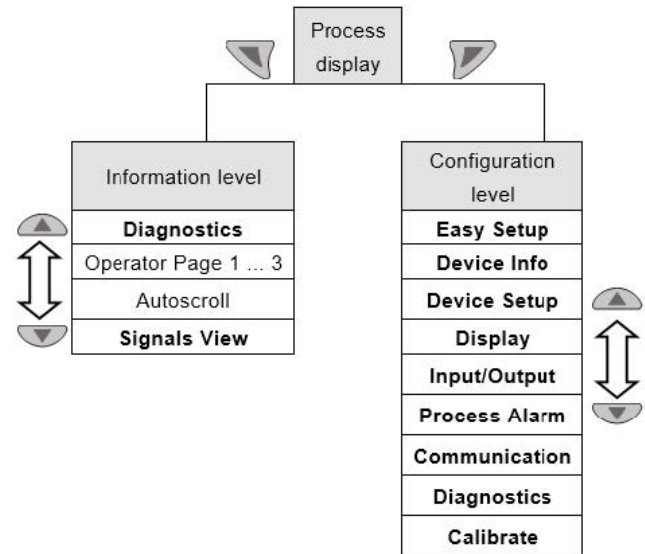 Process
display
Information level
Diagnostics
Operator Page 1 ... 3
Autoscroll
Signals View
Configuration
level
Easy Setup
Device Info
Device Setup
Display
Input/Output
Process Alarm
Communication
Diagnostics
Calibrate